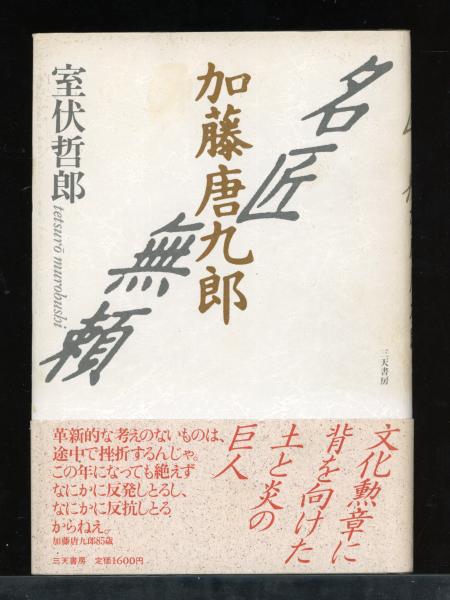 名匠無頼
加藤唐九郎
室伏哲郎
tetsurō murobushi
三天書房
文化勲章に
背を向けた
土と炎の
巨人
革新的な考えのないものは、
途中で挫折するんじゃ。
この年になっても絶えず
なにかに反発しとるし、
なにかに反抗しとる
からねえ。
加藤唐九郎85歳
三天書房 定価1600円